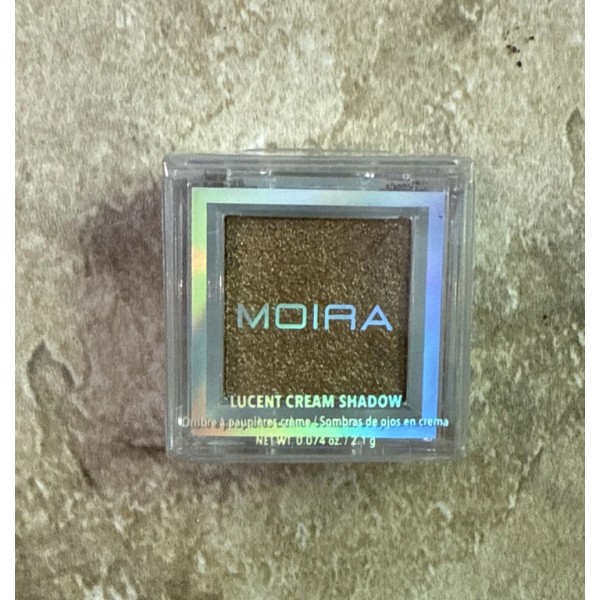 MOIRA
LUCENT CREAM SHADOW
Ombre à paupières crème / Sombras de ojos en crema
NET WT. 0.074 oz. / 2.1 g